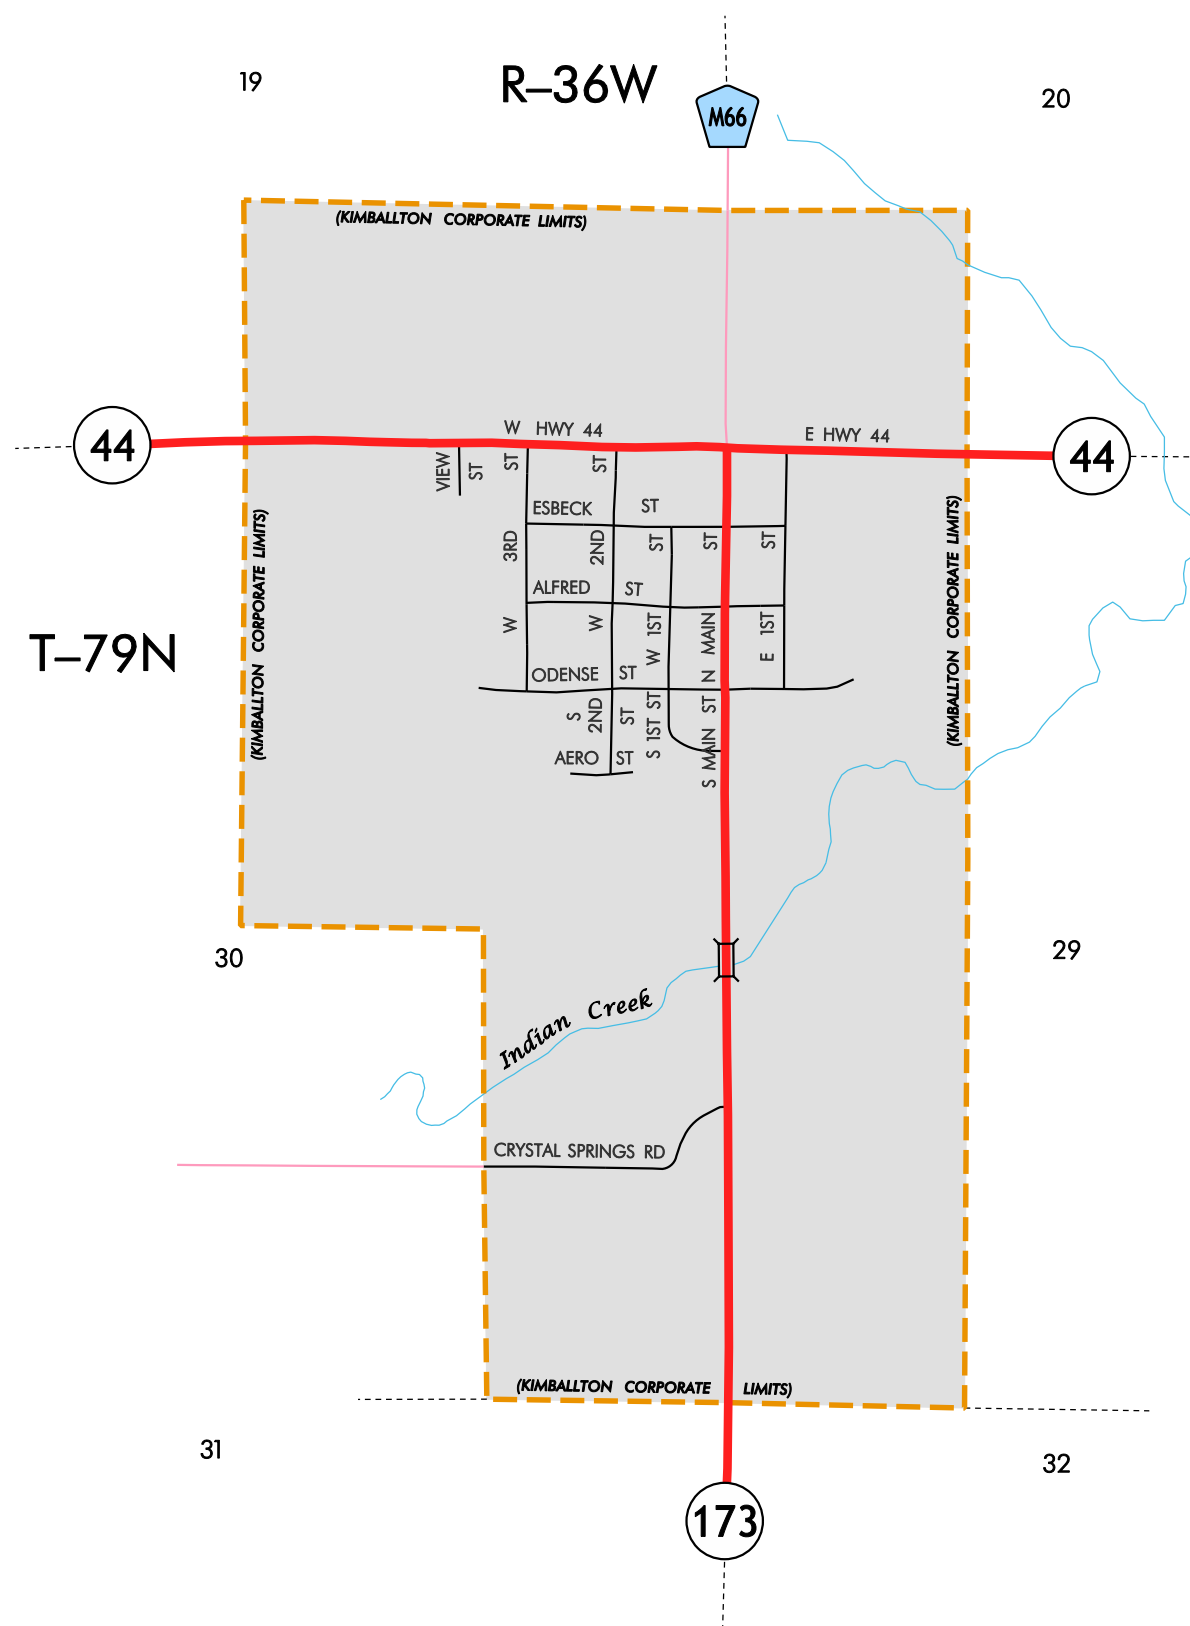 19
R–36W
20
M66
(KIMBALLTON CORPORATE LIMITS)
44
W HWY 44
E HWY 44
44
VIEW ST
W 3RD ST
W 2ND ST
ESBECK ST
W 1ST ST
N MAIN ST
E 1ST ST
ALFRED ST
(KIMBALLTON CORPORATE LIMITS)
(KIMBALLTON CORPORATE LIMITS)
T–79N
ODENSE ST
S 2ND ST
S 1ST ST
S MAIN ST
AERO ST
30
29
Indian Creek
CRYSTAL SPRINGS RD
(KIMBALLTON CORPORATE LIMITS)
31
32
173